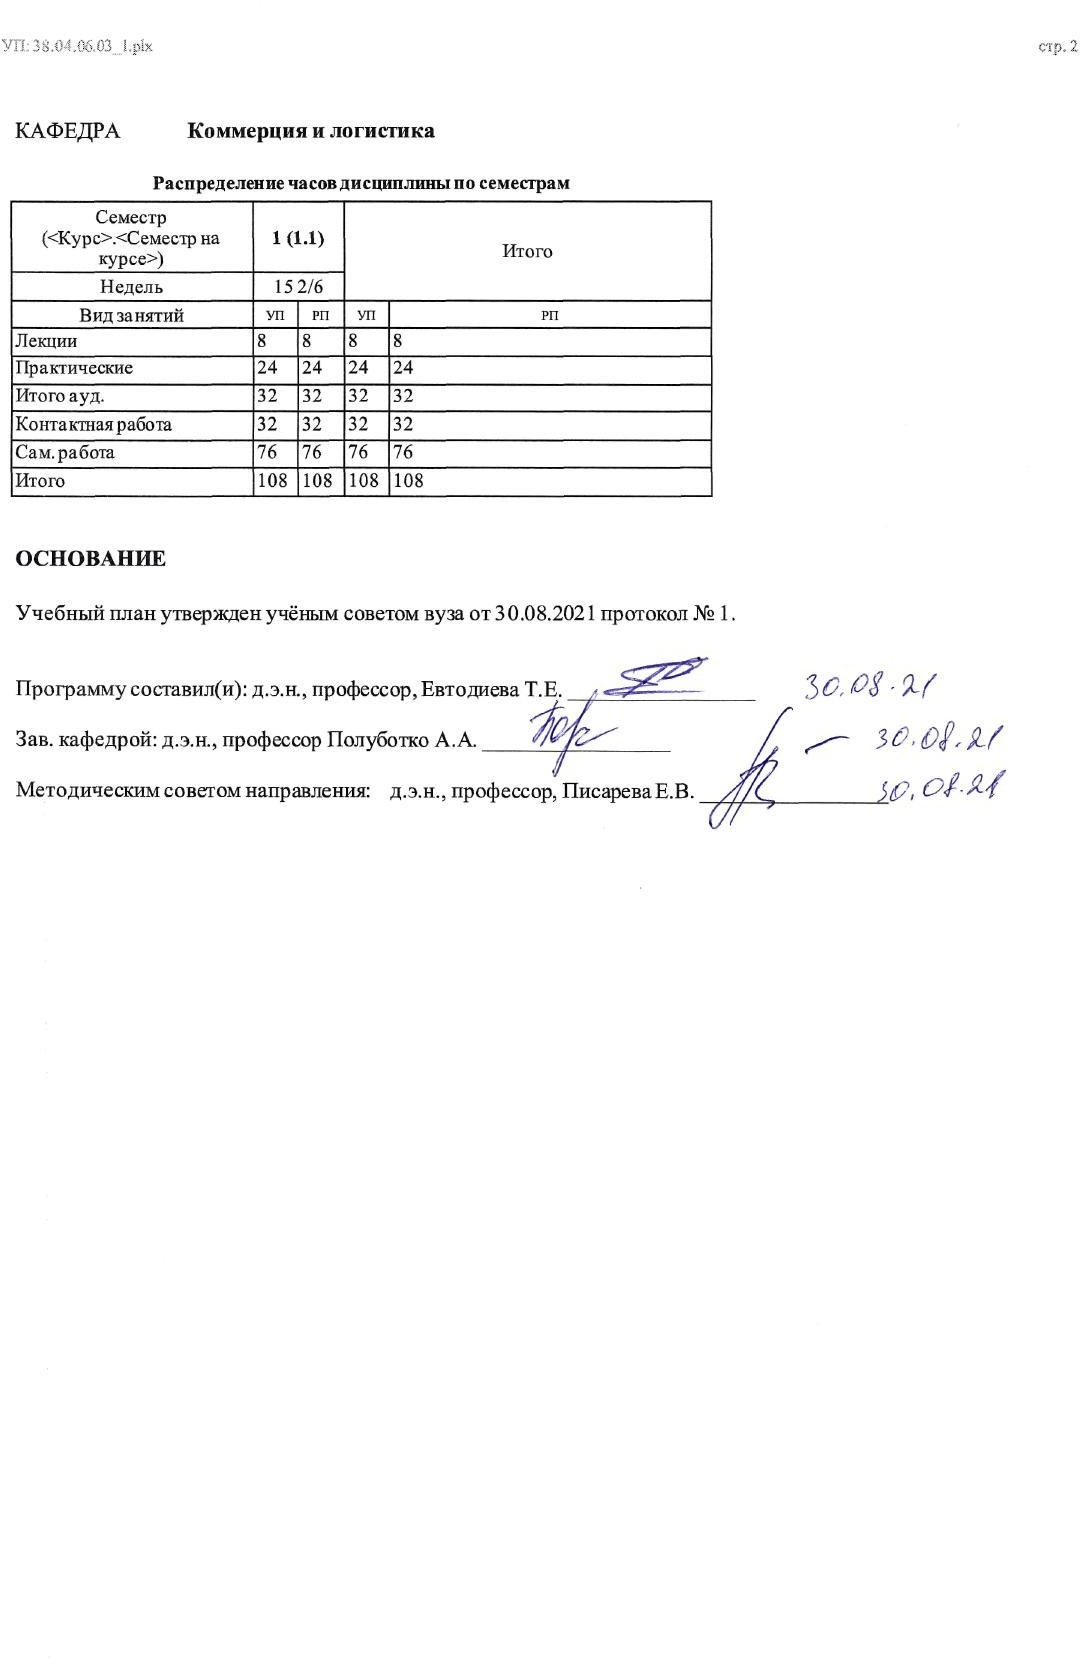 УП: 38.04.06.03_1.plx стр. 2
КАФЕДРА Коммерция и логистика
Распределение часов дисциплины по семестрам
Семестр
(<Курс>.<Семестр на
курсе>)
1 (1.1)
Итого
Недель 15 2/6
Вид занятий УП РП УП РП
Лекции 8 8 8 8
Практические 24 24 24 24
Итого ауд. 32 32 32 32
Контактная работа 32 32 32 32
Сам. работа 76 76 76 76
Итого 108 108 108 108
ОСНОВАНИЕ
Учебный план утвержден учёным советом вуза от 30.08.2021 протокол № 1.
Программу составил(и): д.э.н., профессор, Евтодиева Т.Е. 30.08.21
Зав. кафедрой: д.э.н., профессор Полуботко А.А. 30.08.21
Методическим советом направления: д.э.н., профессор, Писарева Е.В. 30.08.21